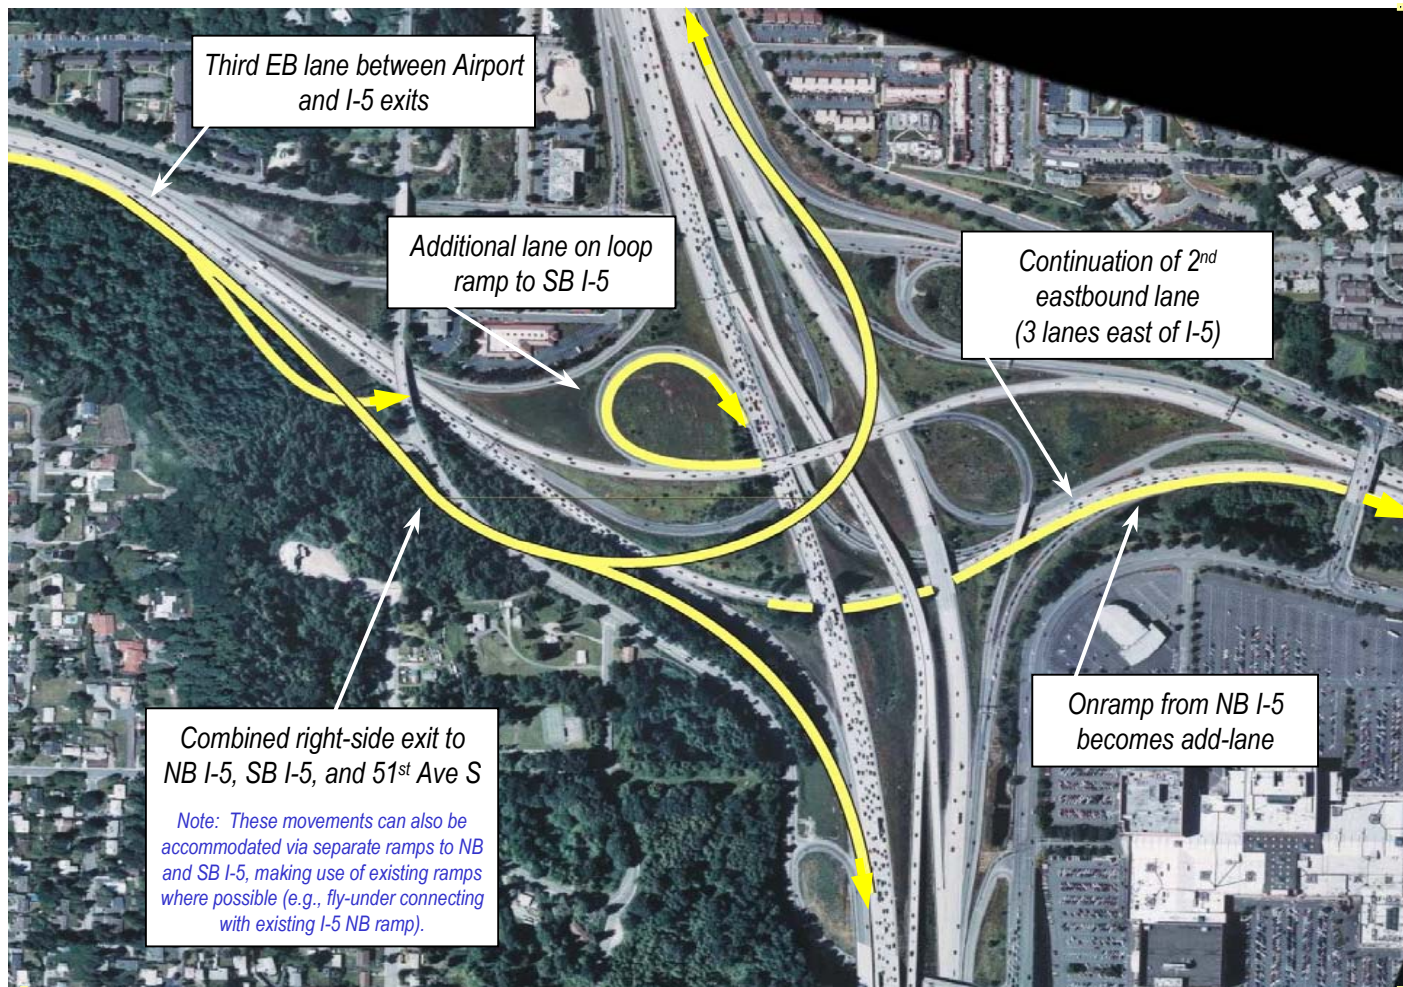 Third EB lane between Airport
and I-5 exits
Additional lane on loop
ramp to SB I-5
Continuation of 2nd
eastbound lane
(3 lanes east of I-5)
Combined right-side exit to
NB I-5, SB I-5, and 51st Ave S
Note: These movements can also be
accommodated via separate ramps to NB
and SB I-5, making use of existing ramps
where possible (e.g., fly-under connecting
with existing I-5 NB ramp).
Onramp from NB I-5
becomes add-lane